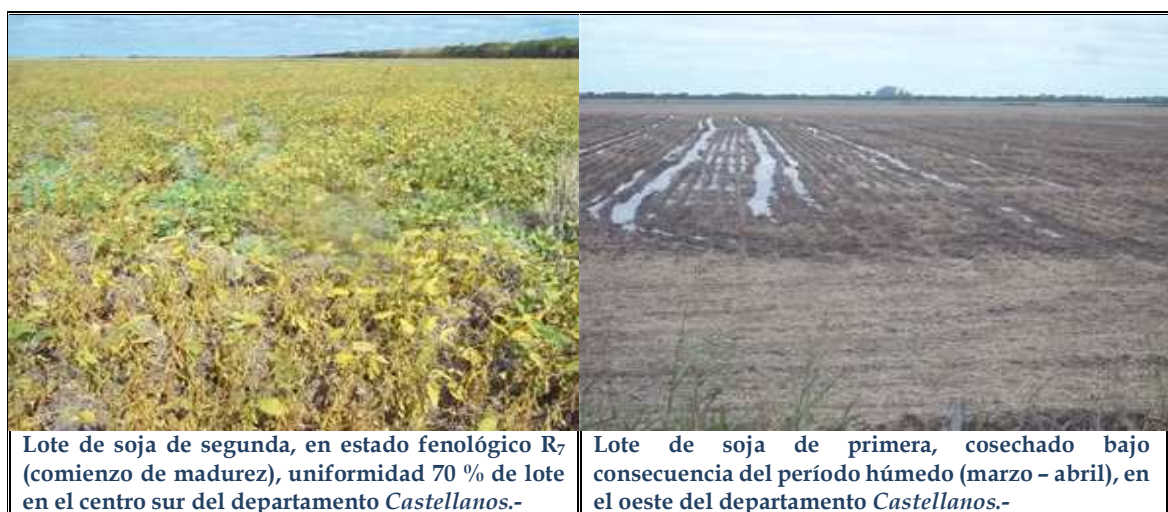 Lote de soja de segunda, en estado fenológico R₇
(comienzo de madurez), uniformidad 70 % de lote
en el centro sur del departamento Castellanos.-
Lote de soja de primera, cosechado bajo
consecuencia del período húmedo (marzo – abril), en
el oeste del departamento Castellanos.-